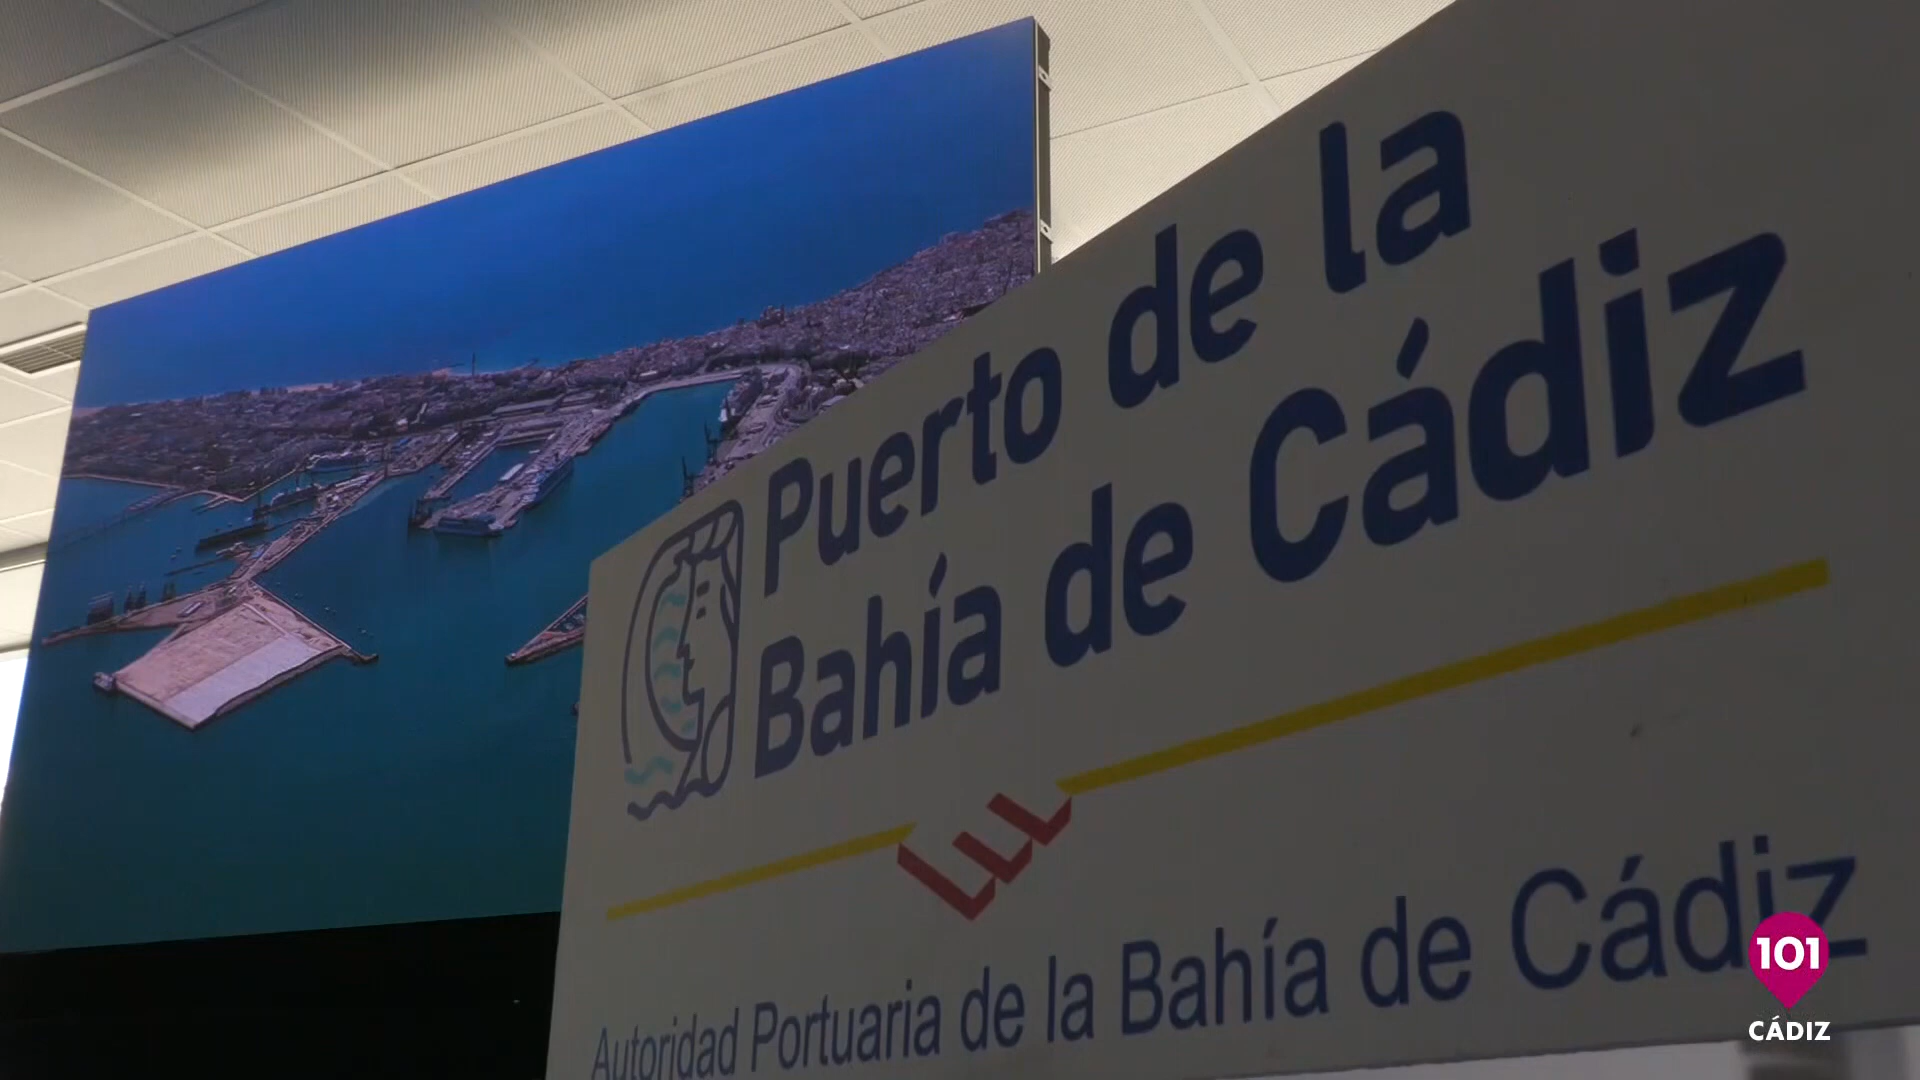 Puerto de la
Bahía de Cádiz
Autoridad Portuaria de la Bahía de Cádiz
101
CÁDIZ